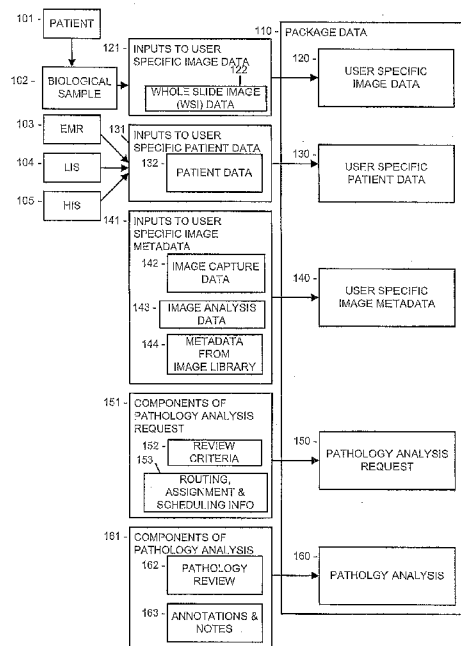 101 - PATIENT
102 - BIOLOGICAL SAMPLE
103 - EMR
104 - LIS
105 - HIS
121 - INPUTS TO USER SPECIFIC IMAGE DATA
122
WHOLE SLIDE IMAGE (WSI) DATA
131
INPUTS TO USER SPECIFIC PATIENT DATA
132 - PATIENT DATA
141 - INPUTS TO USER SPECIFIC IMAGE METADATA
142 - IMAGE CAPTURE DATA
143 - IMAGE ANALYSIS DATA
144 - METADATA FROM IMAGE LIBRARY
151 - COMPONENTS OF PATHOLOGY ANALYSIS REQUEST
152 - REVIEW CRITERIA
153
ROUTING, ASSIGNMENT & SCHEDULING INFO
161 - COMPONENTS OF PATHOLOGY ANALYSIS
162 - PATHOLOGY REVIEW
163 - ANNOTATIONS & NOTES
110 - PACKAGE DATA
120 - USER SPECIFIC IMAGE DATA
130 - USER SPECIFIC PATIENT DATA
140 - USER SPECIFIC IMAGE METADATA
150 - PATHOLOGY ANALYSIS REQUEST
160 - PATHOLGY ANALYSIS